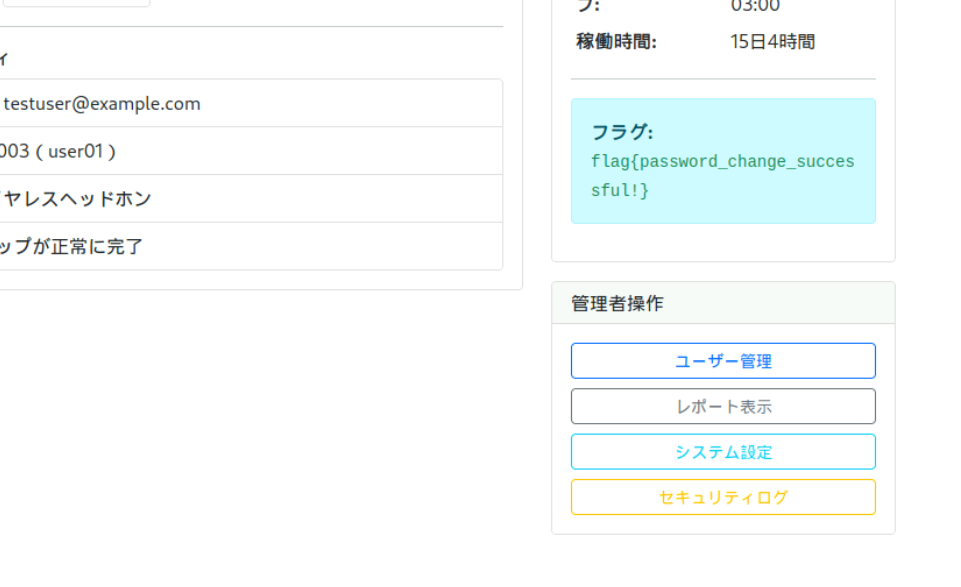 ィ
testuser@example.com
003 ( user01 )
ヤレスヘッドホン
ップが正常に完了
プ:
03:00
稼働時間:
15日4時間
フラグ:
flag{password_change_succes
sful!}
管理者操作
ユーザー管理
レポート表示
システム設定
セキュリティログ